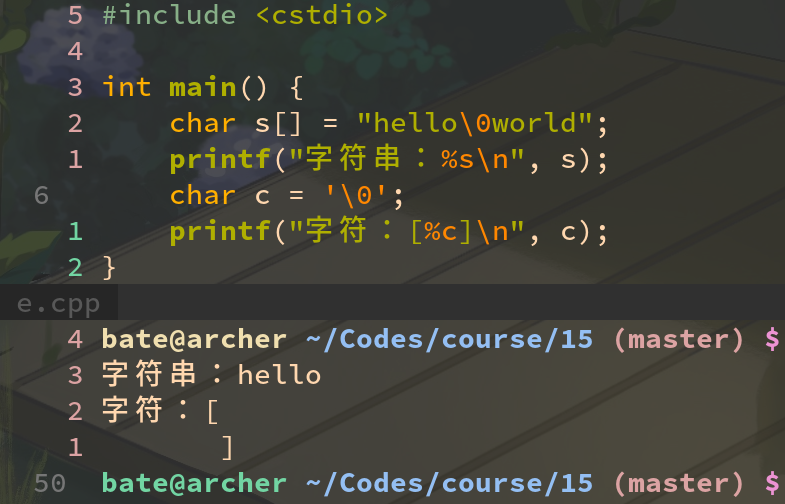 5 #include <cstdio>
4
3 int main() {
2     char s[] = "hello\0world";
1     printf("字符串：%s\n", s);
6     char c = '\0';
1     printf("字符：[%c]\n", c);
2 }
e.cpp
4 bate@archer ~/Codes/course/15 (master) $
3 字符串：hello
2 字符：[
1        ]
50 bate@archer ~/Codes/course/15 (master) $